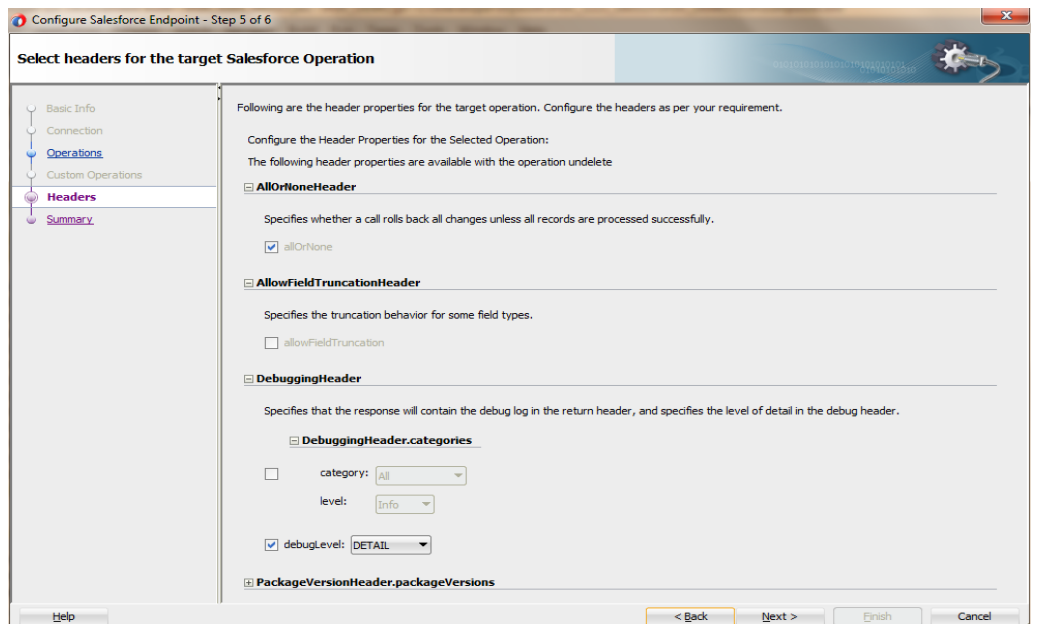 Configure Salesforce Endpoint - Step 5 of 6
Select headers for the target Salesforce Operation
Basic Info
Connection
Operations
Custom Operations
Headers
Summary
Following are the header properties for the target operation. Configure the headers as per your requirement.
Configure the Header Properties for the Selected Operation:
The following header properties are available with the operation undelete
AllOrNoneHeader
Specifies whether a call rolls back all changes unless all records are processed successfully.
allOrNone
AllowFieldTruncationHeader
Specifies the truncation behavior for some field types.
allowFieldTruncation
DebuggingHeader
Specifies that the response will contain the debug log in the return header, and specifies the level of detail in the debug header.
DebuggingHeader.categories
category: All
level: Info
debugLevel: DETAIL
PackageVersionHeader.packageVersions
Help
< Back
Next >
Finish
Cancel